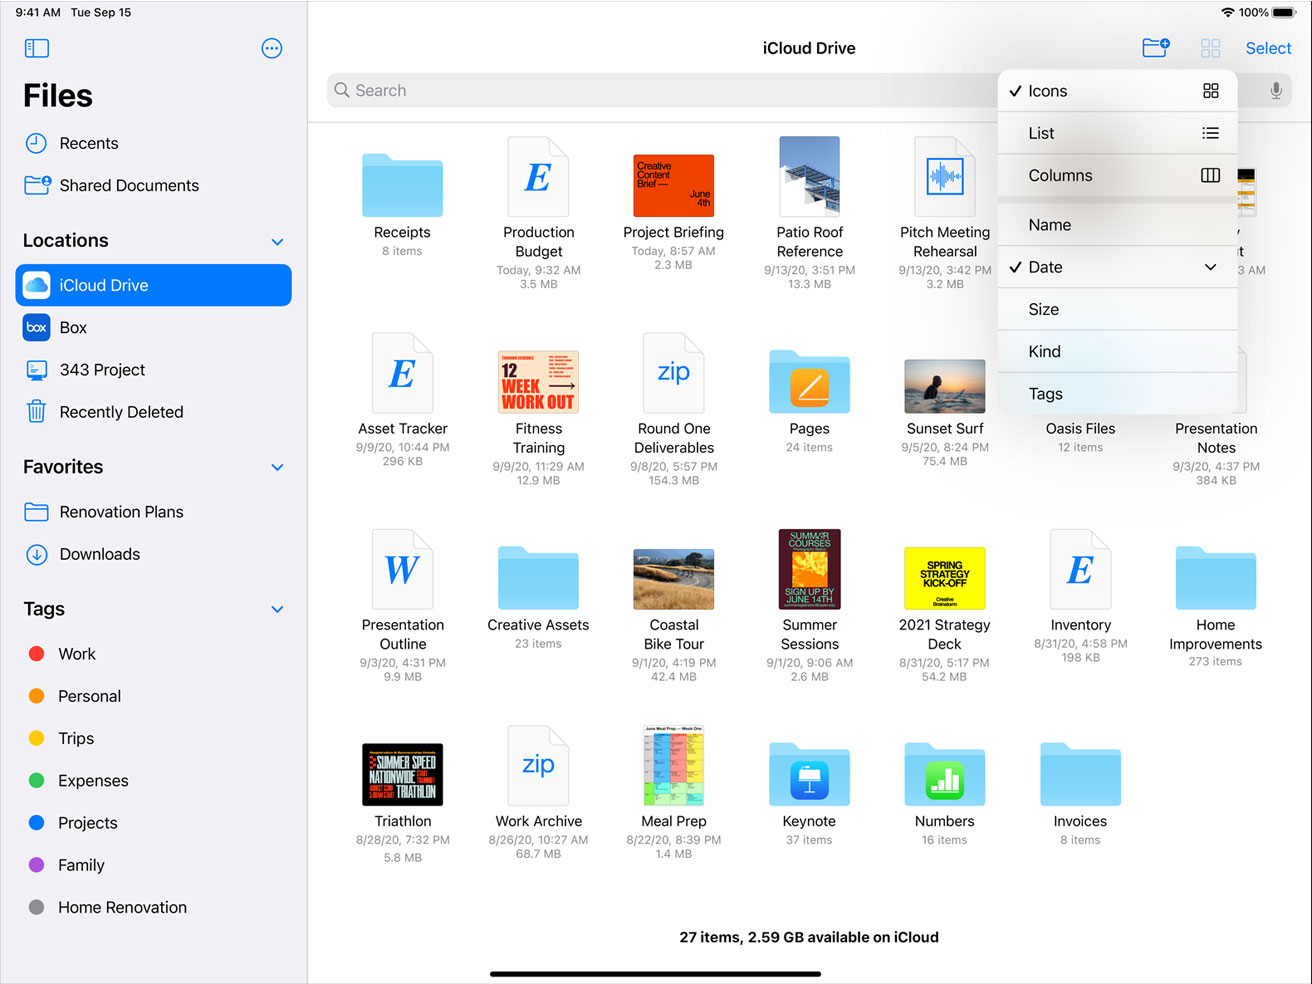 9:41 AM Tue Sep 15
100%
Files
Recents
Shared Documents
Locations
iCloud Drive
box
Box
343 Project
Recently Deleted
Favorites
Renovation Plans
Downloads
Tags
Work
Personal
Trips
Expenses
Projects
Family
Home Renovation
iCloud Drive
Select
Search
Icons
List
Columns
Name
Date
Size
Kind
Tags
Receipts
8 items
E
Production
Budget
Today, 9:32 AM
3.5 MB
Creative
Content
Brief —
June
4th
Project Briefing
Today, 8:57 AM
2.3 MB
Patio Roof
Reference
9/13/20, 3:51 PM
13.3 MB
Pitch Meeting
Rehearsal
9/13/20, 3:42 PM
3.2 MB
E
Asset Tracker
9/9/20, 10:44 PM
296 KB
TRAINING SCHEDULE
12
WEEK
WORK OUT
Fitness
Training
9/9/20, 11:29 AM
12.9 MB
zip
Round One
Deliverables
9/8/20, 5:57 PM
154.3 MB
Pages
24 items
Sunset Surf
9/5/20, 8:24 PM
75.4 MB
Oasis Files
12 items
Presentation
Notes
9/3/20, 4:37 PM
384 KB
W
Presentation
Outline
9/3/20, 4:31 PM
9.9 MB
Creative Assets
23 items
Coastal
Bike Tour
9/1/20, 4:19 PM
42.4 MB
SUMMER
COURSES
SIGN UP BY
JUNE 14TH
Summer
Sessions
9/1/20, 9:06 AM
2.6 MB
SPRING
STRATEGY
KICK-OFF
Creative
Brainstorm
2021 Strategy
Deck
8/31/20, 5:17 PM
54.2 MB
E
Inventory
8/31/20, 4:58 PM
198 KB
Home
Improvements
273 items
SUMMER SPEED
NATIONWIDE
TRIATHLON
Triathlon
8/28/20, 7:32 PM
5.8 MB
zip
Work Archive
8/26/20, 10:27 AM
68.7 MB
June Meal Prep — Week One
Meal Prep
8/22/20, 8:39 PM
1.4 MB
Keynote
37 items
Numbers
16 items
Invoices
8 items
27 items, 2.59 GB available on iCloud